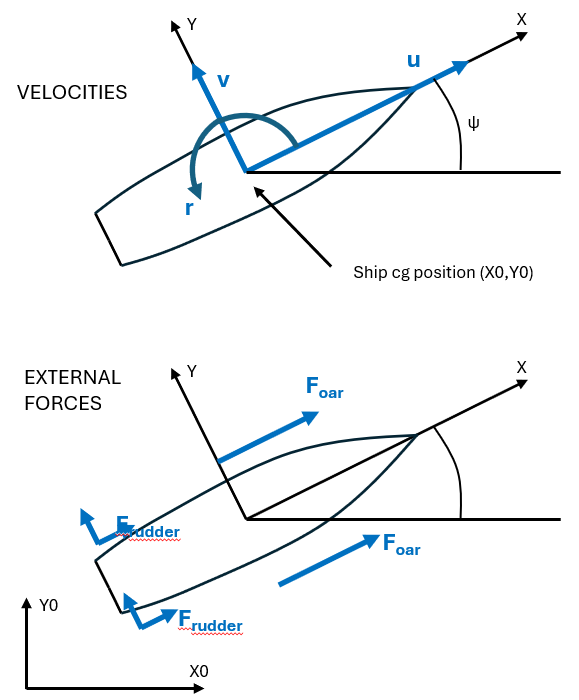 Y
X
u
v
VELOCITIES
ψ
r
Ship cg position (X0,Y0)
Y
X
EXTERNAL
FORCES
Foar
Frudder
Foar
Frudder
Y0
X0